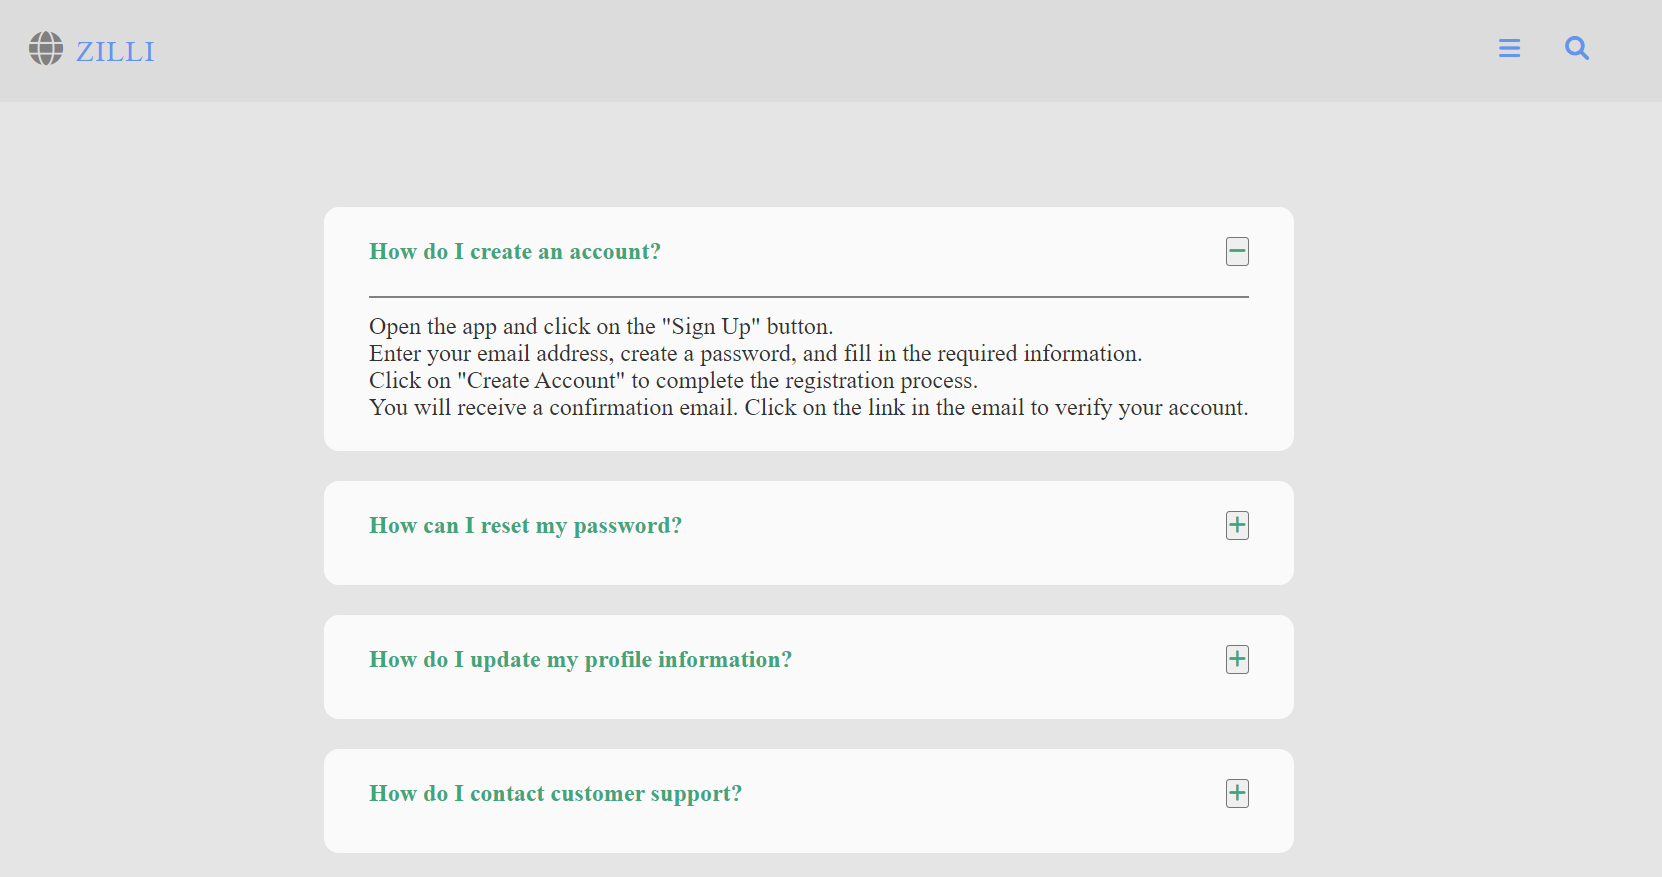 ZILLI
How do I create an account?
Open the app and click on the "Sign Up" button.
Enter your email address, create a password, and fill in the required information.
Click on "Create Account" to complete the registration process.
You will receive a confirmation email. Click on the link in the email to verify your account.
How can I reset my password?
How do I update my profile information?
How do I contact customer support?